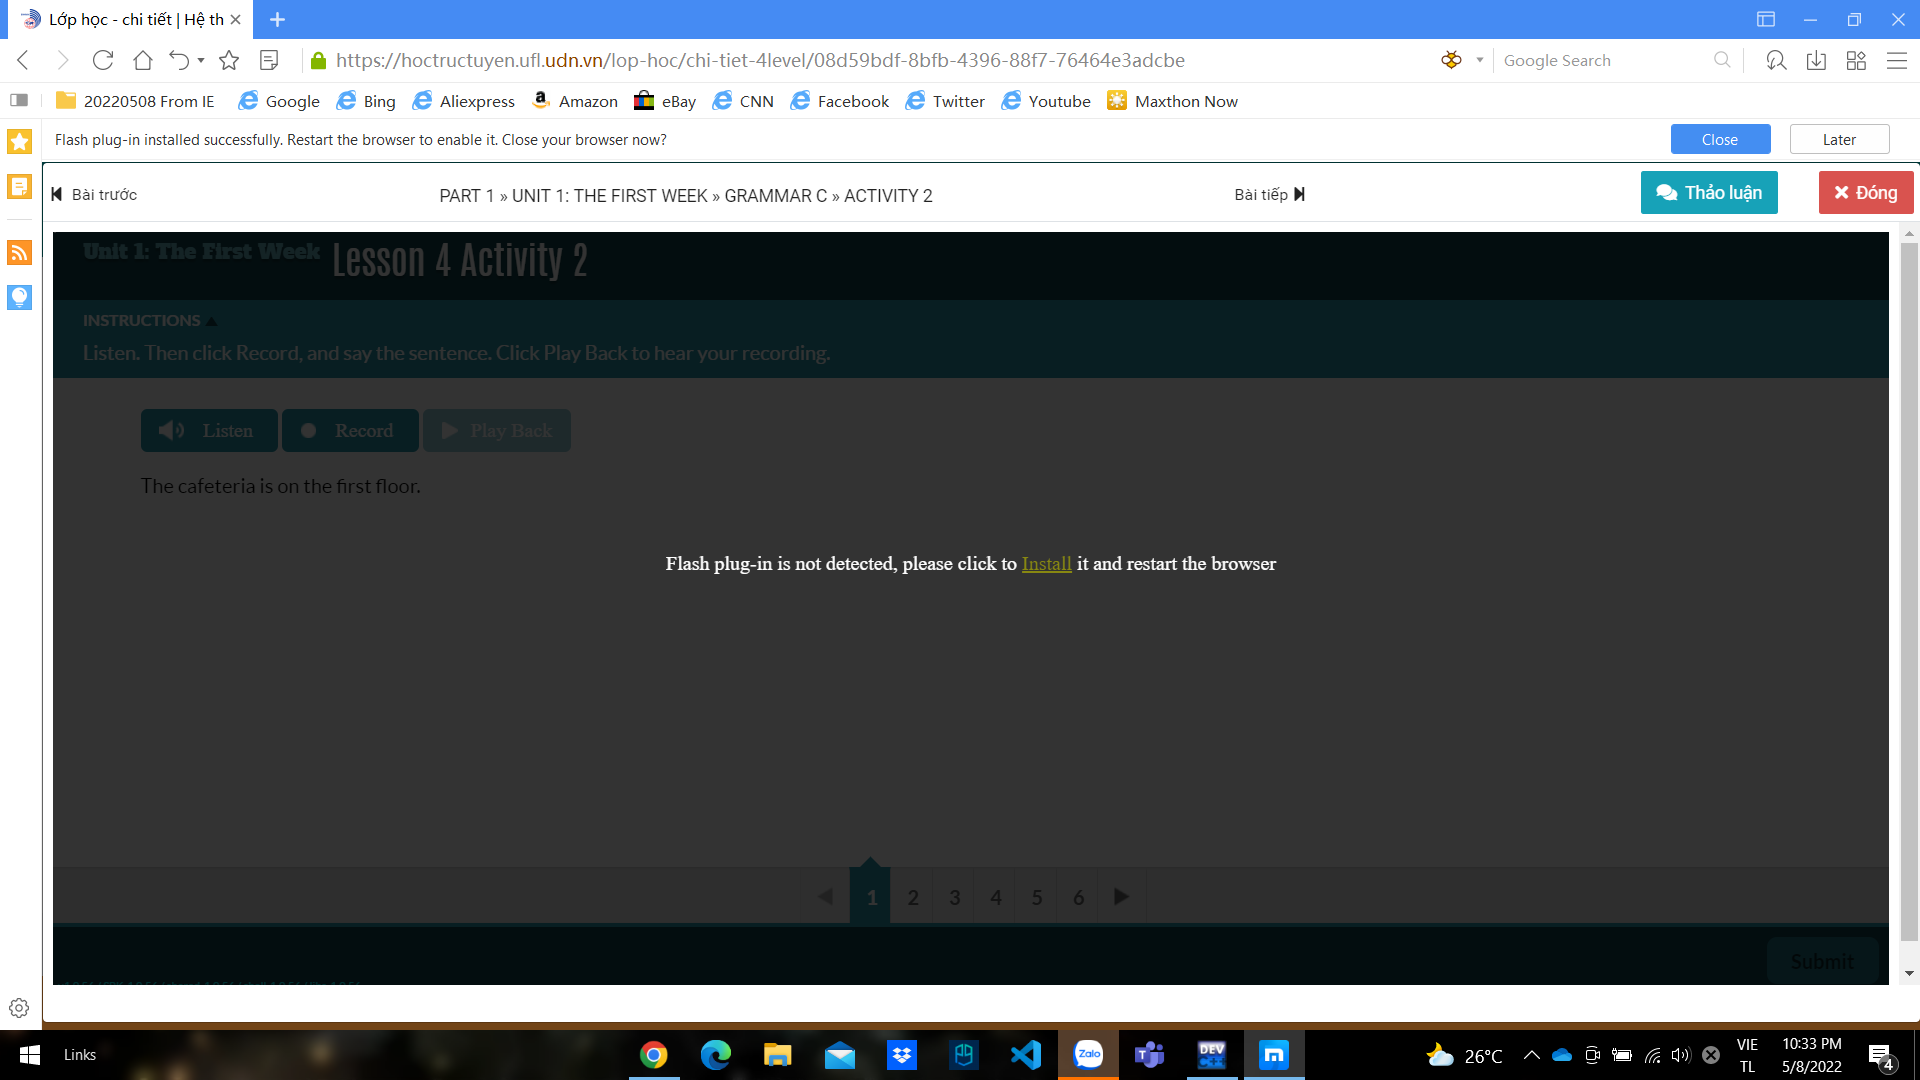 Lớp học - chi tiết | Hệ th
https://hoctructuyen.ufl.udn.vn/lop-hoc/chi-tiet-4level/08d59bdf-8bfb-4396-88f7-76464e3adcbe
Google Search
20220508 From IE
Google
Bing
Aliexpress
Amazon
eBay
CNN
Facebook
Twitter
Youtube
Maxthon Now
Flash plug-in installed successfully. Restart the browser to enable it. Close your browser now?
Close
Later
Bài trước
PART 1 » UNIT 1: THE FIRST WEEK » GRAMMAR C » ACTIVITY 2
Bài tiếp
Thảo luận
Đóng
Unit 1: The First Week
Lesson 4 Activity 2
INSTRUCTIONS
Listen. Then click Record, and say the sentence. Click Play Back to hear your recording.
Listen
Record
Play Back
The cafeteria is on the first floor.
Flash plug-in is not detected, please click to Install it and restart the browser
1 2 3 4 5 6
Submit
Links
Zalo
DEV
C++
26°C
VIE
TL
10:33 PM
5/8/2022
4